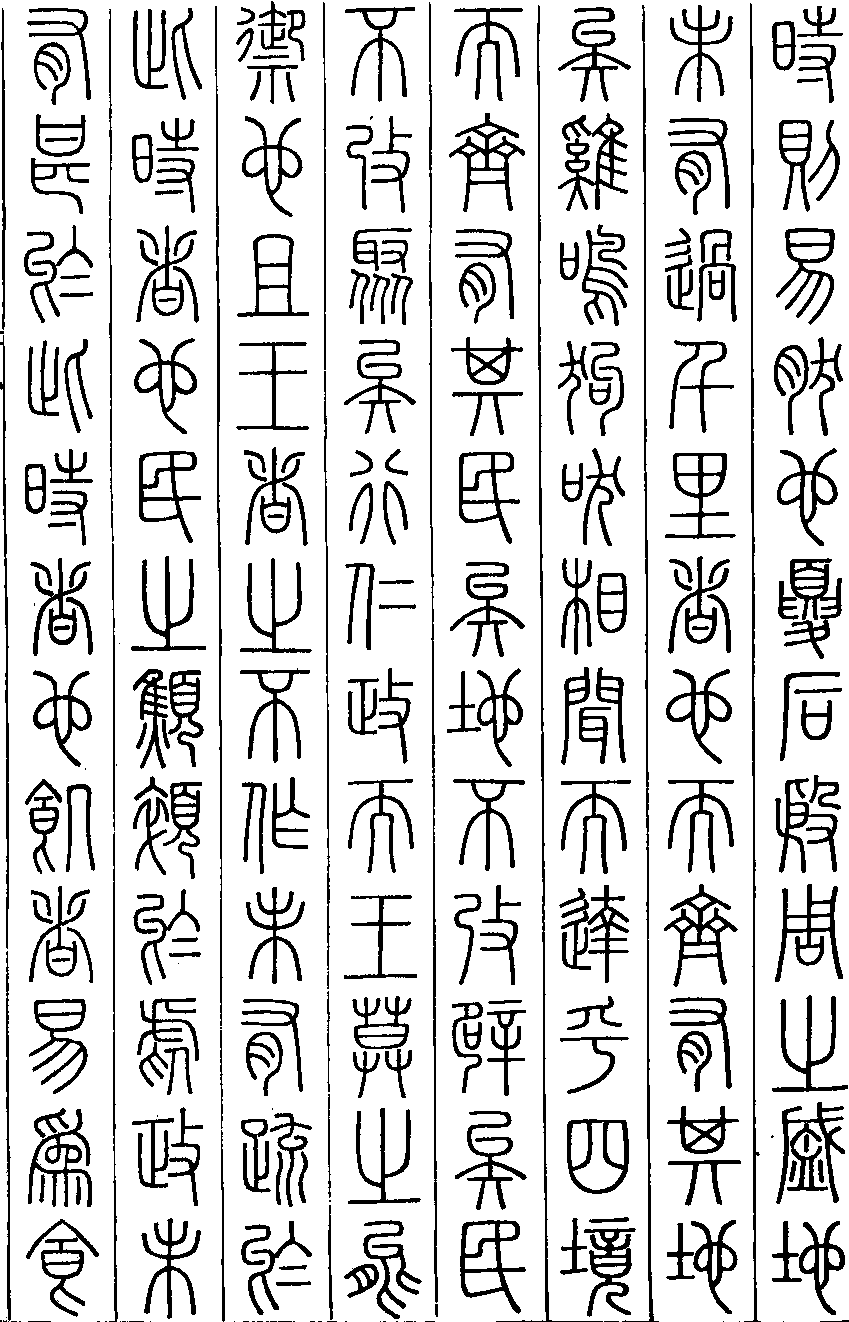 時則易肰也夏后殷周之盛地
未有過千里者也而齊有其地
矣雞鳴狗吠相聞而達乎四境
而齊有其民矣地不改辟矣民
不改聚矣行仁政而王莫之能
禦也且王者之不作未有疏於
此時者也民之顦顇於虐政未
有甚於此時者也飢者易為食